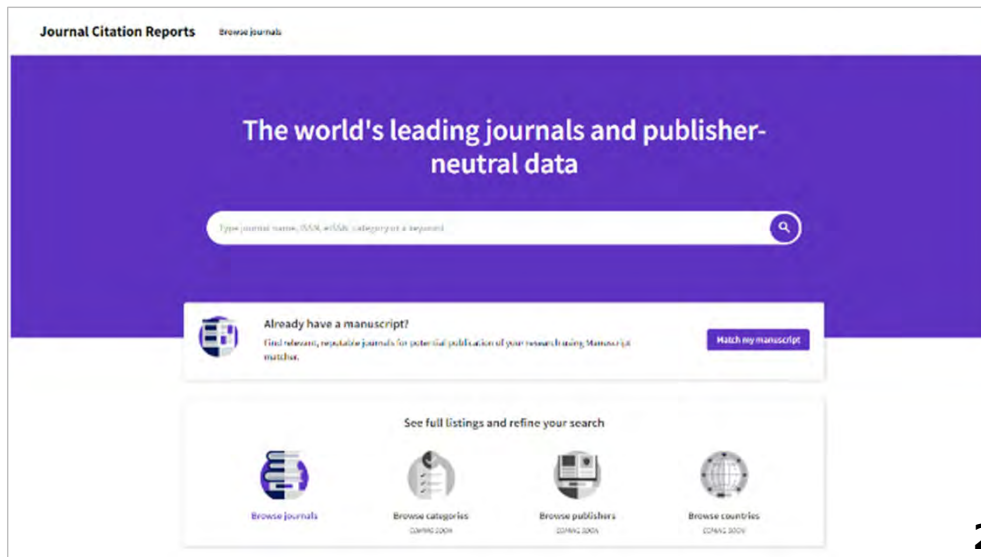 Journal Citation Reports Browse journals
The world's leading journals and publisher-
neutral data
Type journal name, ISSN, eISSN, category or a keyword
Already have a manuscript?
Find relevant, reputable journals for potential publication of your research using Manuscript
matcher.
Match my manuscript
See full listings and refine your search
Browse journals Browse categories Browse publishers Browse countries
COMING SOON COMING SOON COMING SOON